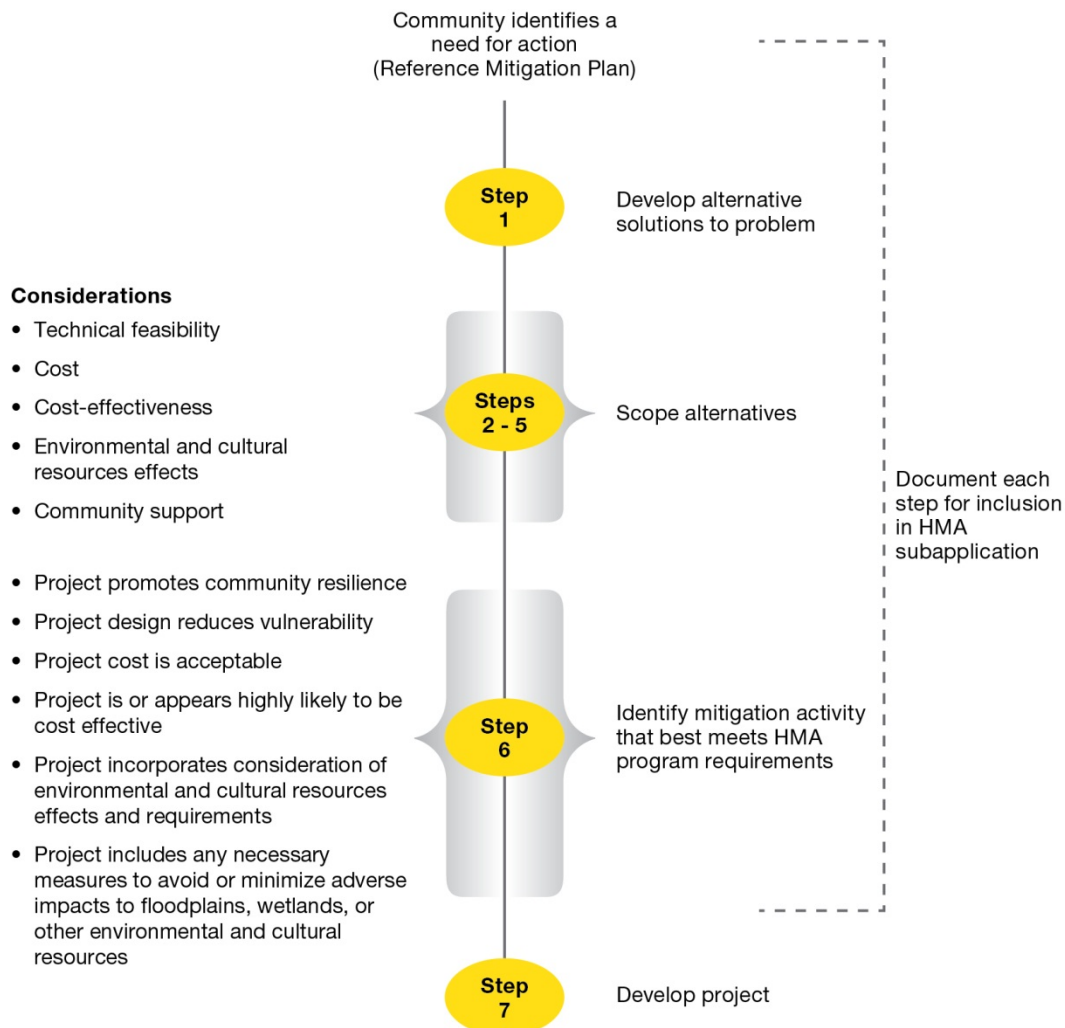 Community identifies a
need for action
(Reference Mitigation Plan)
Step
1
Develop alternative
solutions to problem
Considerations
• Technical feasibility
• Cost
• Cost-effectiveness
• Environmental and cultural
resources effects
• Community support
Steps
2 - 5
Scope alternatives
Document each
step for inclusion
in HMA
subapplication
• Project promotes community resilience
• Project design reduces vulnerability
• Project cost is acceptable
• Project is or appears highly likely to be
cost effective
• Project incorporates consideration of
environmental and cultural resources
effects and requirements
• Project includes any necessary
measures to avoid or minimize adverse
impacts to floodplains, wetlands, or
other environmental and cultural
resources
Step
6
Identify mitigation activity
that best meets HMA
program requirements
Step
7
Develop project